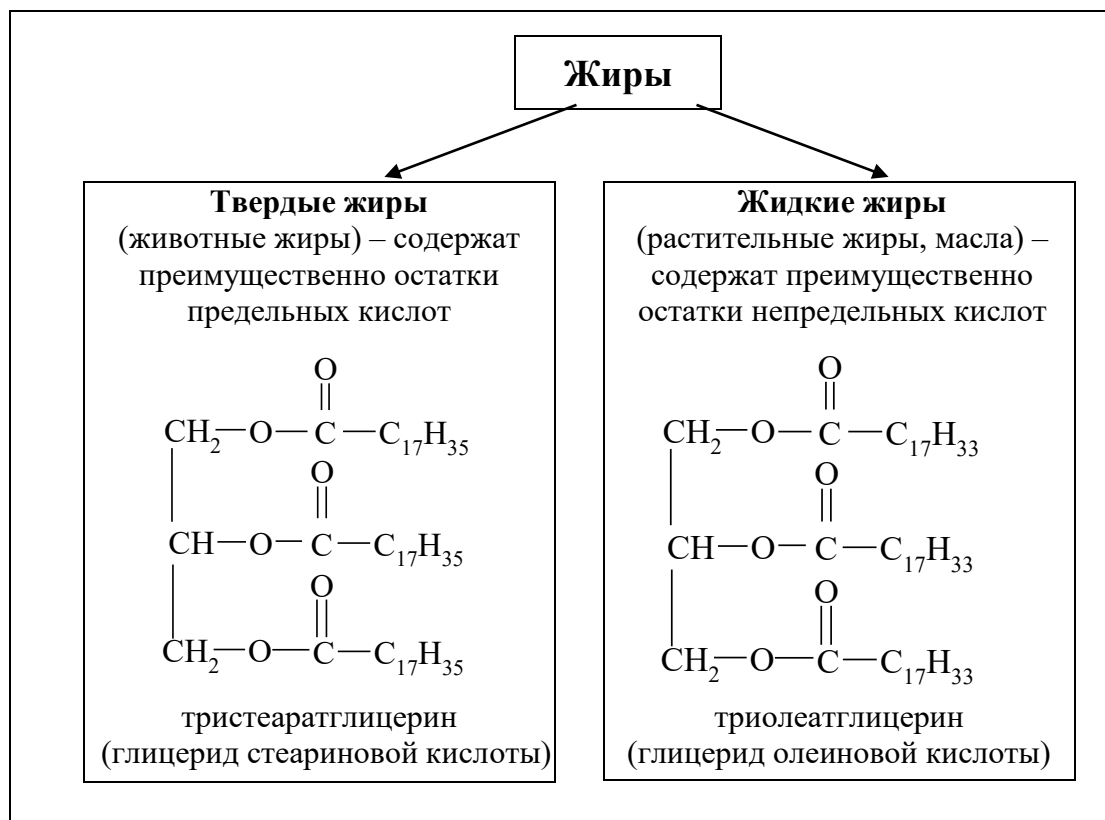 Жиры
Твердые жиры
(животные жиры) – содержат
преимущественно остатки
предельных кислот
O
CH₂—O—C—C₁₇H₃₅
O
CH—O—C—C₁₇H₃₅
O
CH₂—O—C—C₁₇H₃₅
тристеаратглицерин
(глицерид стеариновой кислоты)
Жидкие жиры
(растительные жиры, масла) –
содержат преимущественно
остатки непредельных кислот
O
CH₂—O—C—C₁₇H₃₃
O
CH—O—C—C₁₇H₃₃
O
CH₂—O—C—C₁₇H₃₃
триолеатглицерин
(глицерид олеиновой кислоты)